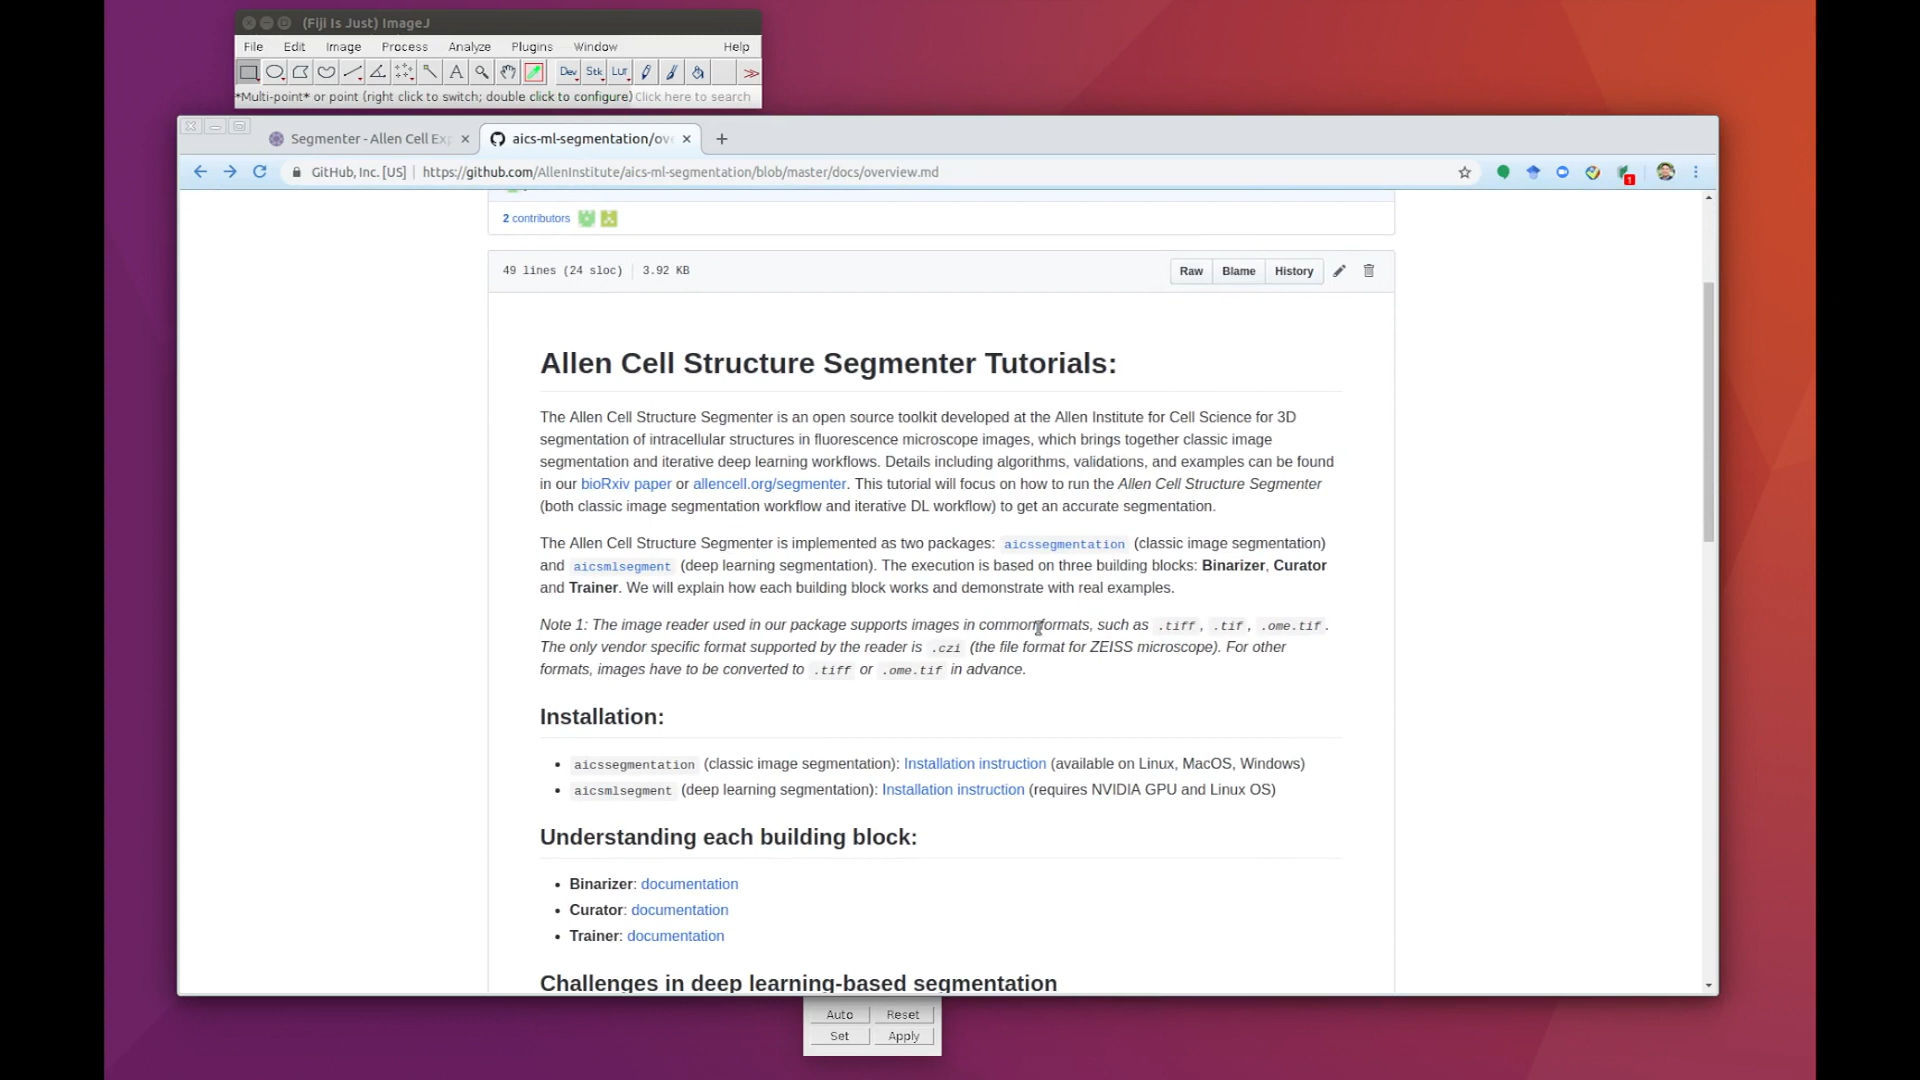 (Fiji Is Just) ImageJ
File Edit Image Process Analyze Plugins Window Help
A Dev Stk Lut >>
*Multi-point* or point (right click to switch; double click to configure) Click here to search
Segmenter - Allen Cell Exp aics-ml-segmentation/ov
GitHub, Inc. [US] https://github.com/AllenInstitute/aics-ml-segmentation/blob/master/docs/overview.md 1
2 contributors
49 lines (24 sloc) 3.92 KB Raw Blame History
Allen Cell Structure Segmenter Tutorials:
The Allen Cell Structure Segmenter is an open source toolkit developed at the Allen Institute for Cell Science for 3D
segmentation of intracellular structures in fluorescence microscope images, which brings together classic image
segmentation and iterative deep learning workflows. Details including algorithms, validations, and examples can be found
in our bioRxiv paper or allencell.org/segmenter. This tutorial will focus on how to run the Allen Cell Structure Segmenter
(both classic image segmentation workflow and iterative DL workflow) to get an accurate segmentation.
The Allen Cell Structure Segmenter is implemented as two packages: aicssegmentation (classic image segmentation)
and aicsmlsegment (deep learning segmentation). The execution is based on three building blocks: Binarizer, Curator
and Trainer. We will explain how each building block works and demonstrate with real examples.
Note 1: The image reader used in our package supports images in common formats, such as .tiff, .tif, .ome.tif.
The only vendor specific format supported by the reader is .czi (the file format for ZEISS microscope). For other
formats, images have to be converted to .tiff or .ome.tif in advance.
Installation:
• aicssegmentation (classic image segmentation): Installation instruction (available on Linux, MacOS, Windows)
• aicsmlsegment (deep learning segmentation): Installation instruction (requires NVIDIA GPU and Linux OS)
Understanding each building block:
• Binarizer: documentation
• Curator: documentation
• Trainer: documentation
Challenges in deep learning-based segmentation
Auto Reset
Set Apply